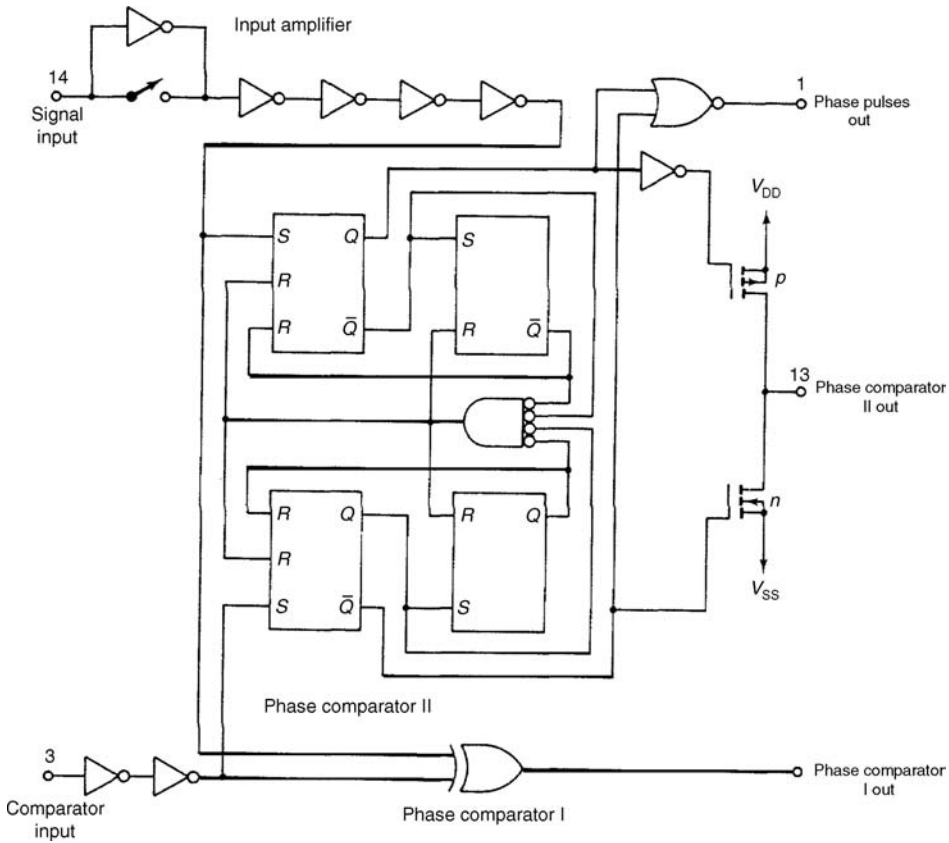 Input amplifier
14
Signal
input
1
Phase pulses
out
V_DD
S
Q
S
R
p
R
Q̅
R
Q̅
13
Phase comparator
II out
R
Q
R
Q
n
R
S
Q̅
S
V_SS
Phase comparator II
3
Comparator
input
Phase comparator
I out
Phase comparator I